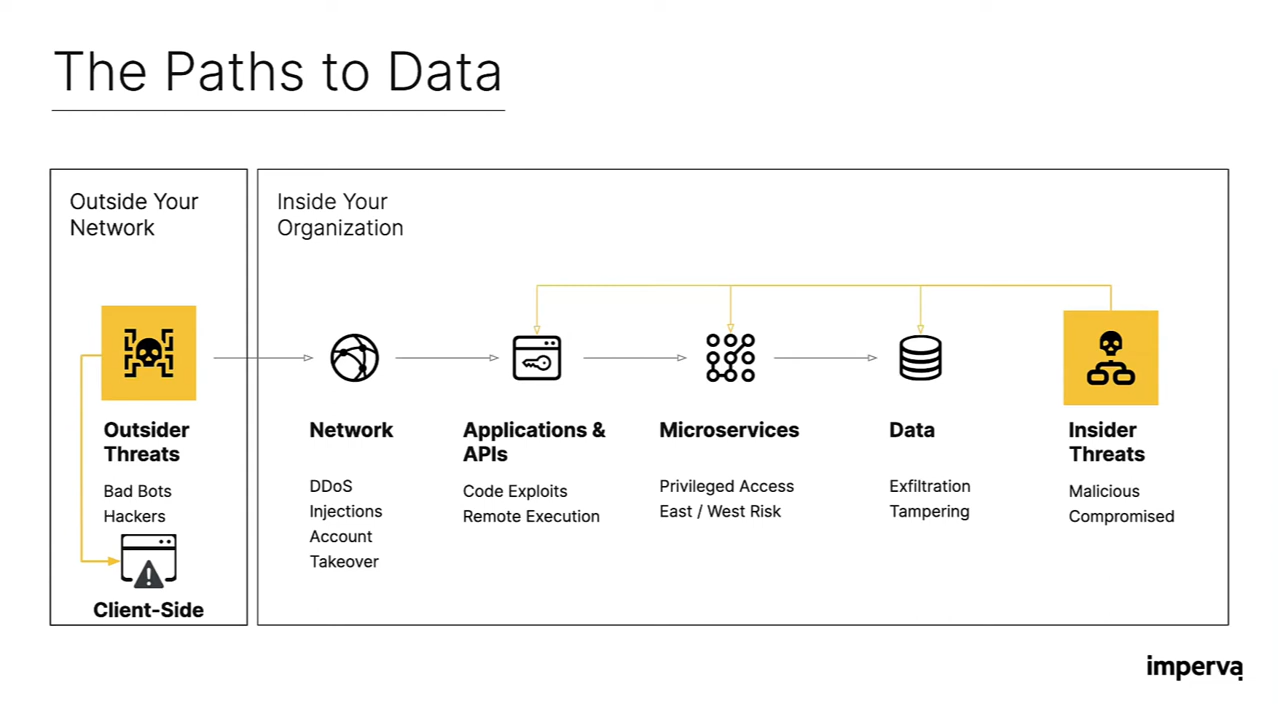 The Paths to Data
Outside Your
Network
Inside Your
Organization
Outsider
Threats
Bad Bots
Hackers
Client-Side
Network
DDoS
Injections
Account
Takeover
Applications &
APIs
Code Exploits
Remote Execution
Microservices
Privileged Access
East / West Risk
Data
Exfiltration
Tampering
Insider
Threats
Malicious
Compromised
imperva